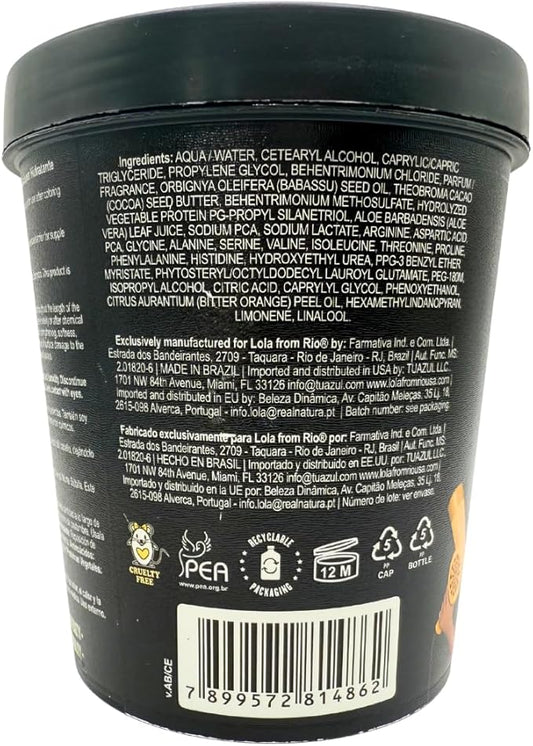 Ingredients: AQUA / WATER, CETEARYL ALCOHOL, CAPRYLIC/CAPRIC
TRIGLYCERIDE, PROPYLENE GLYCOL, BEHENTRIMONIUM CHLORIDE, PARFUM /
FRAGRANCE, ORBIGNYA OLEIFERA (BABASSU) SEED OIL, THEOBROMA CACAO
(COCOA) SEED BUTTER, BEHENTRIMONIUM METHOSULFATE, HYDROLYZED
VEGETABLE PROTEIN PG-PROPYL SILANETRIOL, ALOE BARBADENSIS (ALOE
VERA) LEAF JUICE, SODIUM PCA, SODIUM LACTATE, ARGININE, ASPARTIC ACID,
PCA, GLYCINE, ALANINE, SERINE, VALINE, ISOLEUCINE, THREONINE, PROLINE,
PHENYLALANINE, HISTIDINE, HYDROXYETHYL UREA, PPG-3 BENZYL ETHER
MYRISTATE, PHYTOSTERYL/OCTYLDODECYL LAUROYL GLUTAMATE, PEG-180M,
ISOPROPYL ALCOHOL, CITRIC ACID, CAPRYLYL GLYCOL, PHENOXYETHANOL,
CITRUS AURANTIUM (BITTER ORANGE) PEEL OIL, HEXAMETHYLINDANOPYRAN,
LIMONENE, LINALOOL.
Exclusively manufactured for Lola from Rio® by: Farmativa Ind. e Com. Ltda. |
Estrada dos Bandeirantes, 2709 - Taquara - Rio de Janeiro - RJ, Brazil | Aut. Func. MS:
2.01820-6 | MADE IN BRAZIL | Imported and distributed in USA by: TUAZUL LLC.
1701 NW 84th Avenue, Miami, FL 33126 info@tuazul.com www.lolafromriousa.com |
Imported and distributed in EU by: Beleza Dinâmica, Av. Capitão Meleças, 35 Lj. 18,
2615-098 Alverca, Portugal - info.lola@realnatura.pt | Batch number: see packaging.
Fabricado exclusivamente para Lola from Rio® por: Farmativa Ind. e Com. Ltda. |
Estrada dos Bandeirantes, 2709 - Taquara - Rio de Janeiro - RJ, Brazil | Aut. Func. MS:
2.01820-6 | HECHO EN BRASIL | Importado y distribuido en EE.UU. por: TUAZUL LLC.
1701 NW 84th Avenue, Miami, FL 33126 info@tuazul.com www.lolafromriousa.com |
Importado y distribuido en la UE por: Beleza Dinâmica, Av. Capitão Meleças, 35 Lj. 18,
2615-098 Alverca, Portugal - info.lola@realnatura.pt | Número de lote: ver envase.
CRUELTY
FREE
PEA
www.pea.org.br
RECYCLABLE
PACKAGING
12 M
5
PP
CAP
5
PP
BOTTLE
v.AB/CE
7 899572 814862